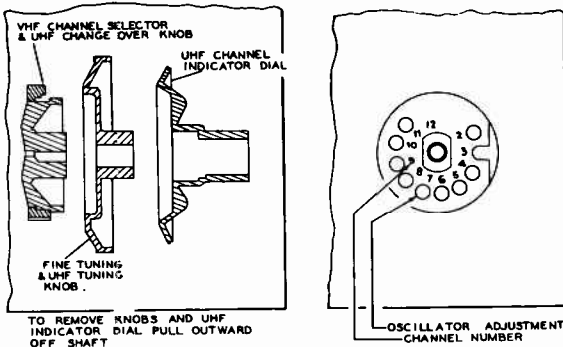 VHF CHANNEL SELECTOR
& UHF CHANGE OVER KNOB
UHF CHANNEL
INDICATOR DIAL
FINE TUNING
& UHF TUNING
KNOB.
TO REMOVE KNOBS AND UHF
INDICATOR DIAL PULL OUTWARD
OFF SHAFT
12
11
2
10
3
9
4
8
7
6
5
OSCILLATOR ADJUSTMENT
CHANNEL NUMBER